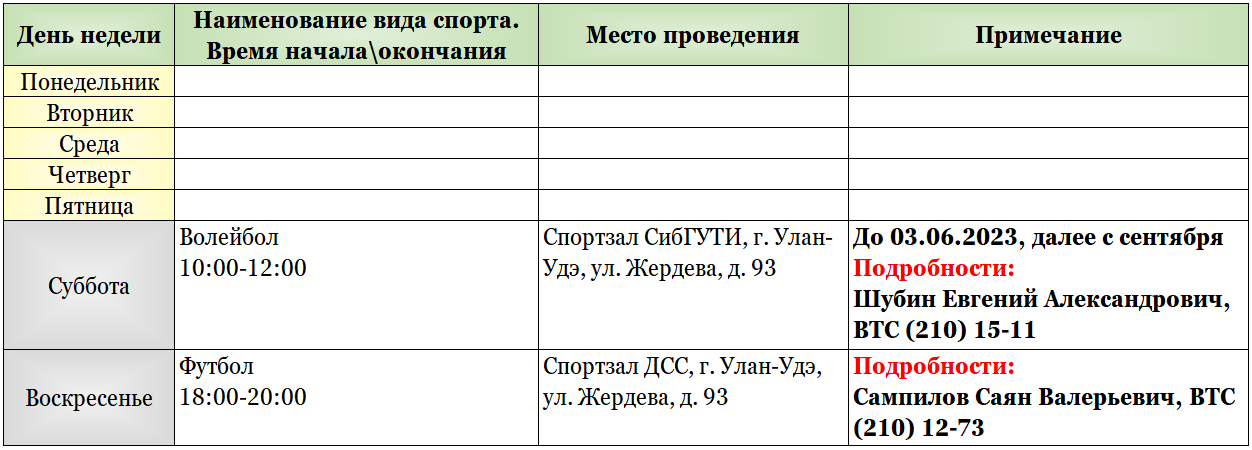 День недели
Наименование вида спорта.
Время начала\окончания
Место проведения
Примечание
Понедельник
Вторник
Среда
Четверг
Пятница
Суббота
Волейбол
10:00-12:00
Спортзал СибГУТИ, г. Улан-
Удэ, ул. Жердева, д. 93
До 03.06.2023, далее с сентября
Подробности:
Шубин Евгений Александрович,
ВТС (210) 15-11
Воскресенье
Футбол
18:00-20:00
Спортзал ДСС, г. Улан-Удэ,
ул. Жердева, д. 93
Подробности:
Сампилов Саян Валерьевич, ВТС
(210) 12-73